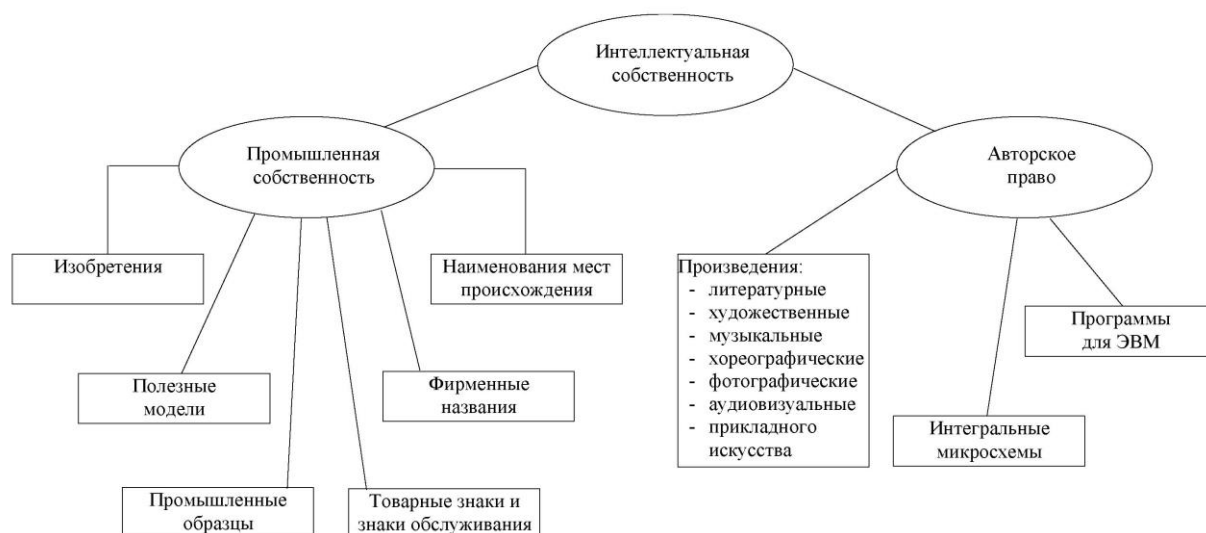 Интеллектуальная
собственность
Промышленная
собственность
Авторское
право
Изобретения
Наименования мест
происхождения
Полезные
модели
Фирменные
названия
Промышленные
образцы
Товарные знаки и
знаки обслуживания
Произведения:
- литературные
- художественные
- музыкальные
- хореографические
- фотографические
- аудиовизуальные
- прикладного
искусства
Программы
для ЭВМ
Интегральные
микросхемы